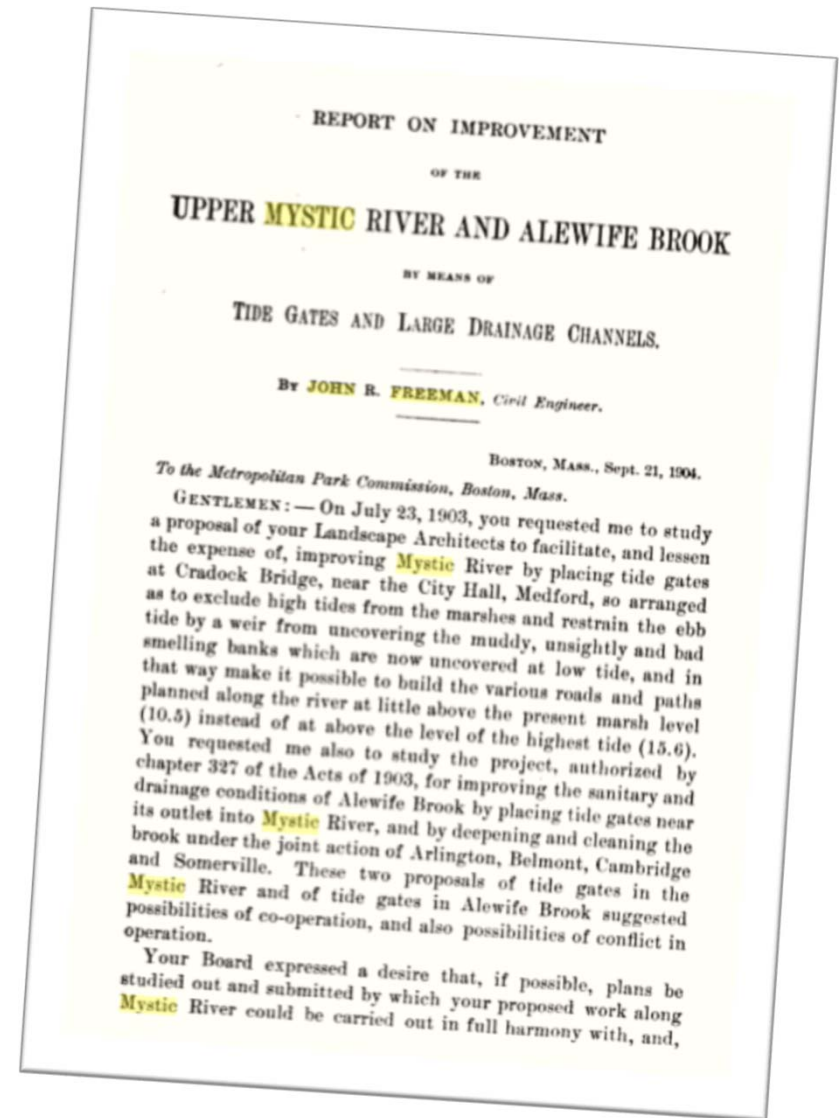 REPORT ON IMPROVEMENT
OF THE
UPPER MYSTIC RIVER AND ALEWIFE BROOK
BY MEANS OF
TIDE GATES AND LARGE DRAINAGE CHANNELS.
BY JOHN R. FREEMAN, Civil Engineer.
BOSTON, MASS., Sept. 21, 1904.
To the Metropolitan Park Commission, Boston, Mass.
GENTLEMEN: — On July 23, 1903, you requested me to study
a proposal of your Landscape Architects to facilitate, and lessen
the expense of, improving Mystic River by placing tide gates
at Cradock Bridge, near the City Hall, Medford, so arranged
as to exclude high tides from the marshes and restrain the ebb
tide by a weir from uncovering the muddy, unsightly and bad
smelling banks which are now uncovered at low tide, and in
that way make it possible to build the various roads and paths
planned along the river at little above the present marsh level
(10.5) instead of at above the level of the highest tide (15.6).
You requested me also to study the project, authorized by
chapter 327 of the Acts of 1903, for improving the sanitary and
drainage conditions of Alewife Brook by placing tide gates near
its outlet into Mystic River, and by deepening and cleaning the
brook under the joint action of Arlington, Belmont, Cambridge
and Somerville. These two proposals of tide gates in the
Mystic River and of tide gates in Alewife Brook suggested
possibilities of co-operation, and also possibilities of conflict in
operation.
Your Board expressed a desire that, if possible, plans be
studied out and submitted by which your proposed work along
Mystic River could be carried out in full harmony with, and,